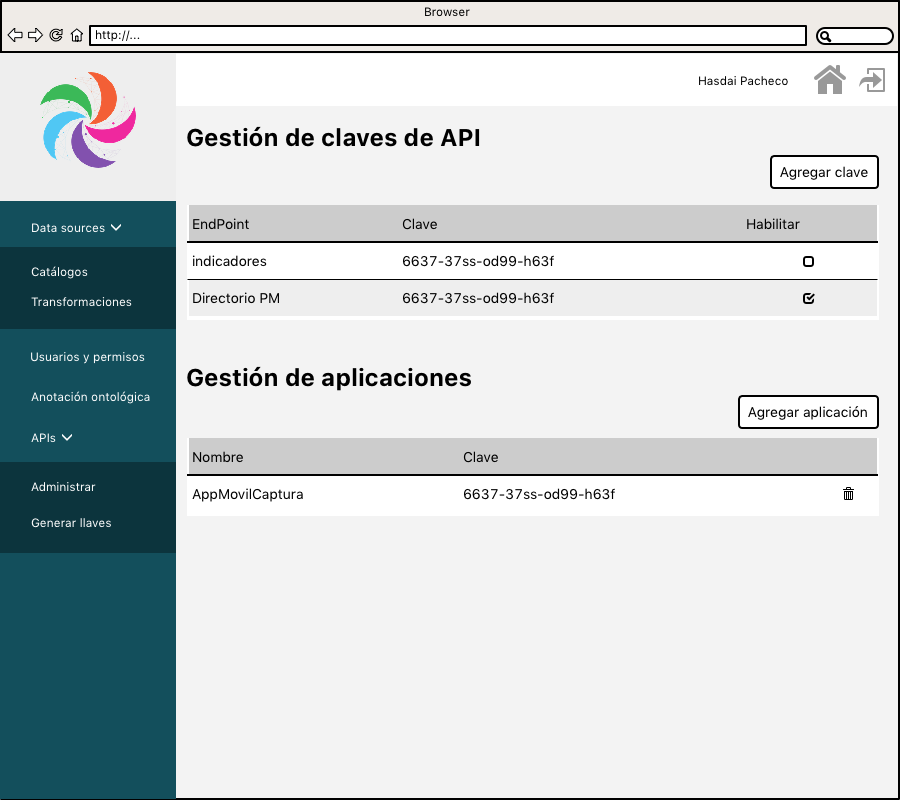 Browser
http://...
Hasdai Pacheco
Data sources
Catálogos
Transformaciones
Usuarios y permisos
Anotación ontológica
APIs
Administrar
Generar llaves
Gestión de claves de API
Agregar clave
EndPoint Clave Habilitar
indicadores 6637-37ss-od99-h63f
Directorio PM 6637-37ss-od99-h63f
Gestión de aplicaciones
Agregar aplicación
Nombre Clave
AppMovilCaptura 6637-37ss-od99-h63f